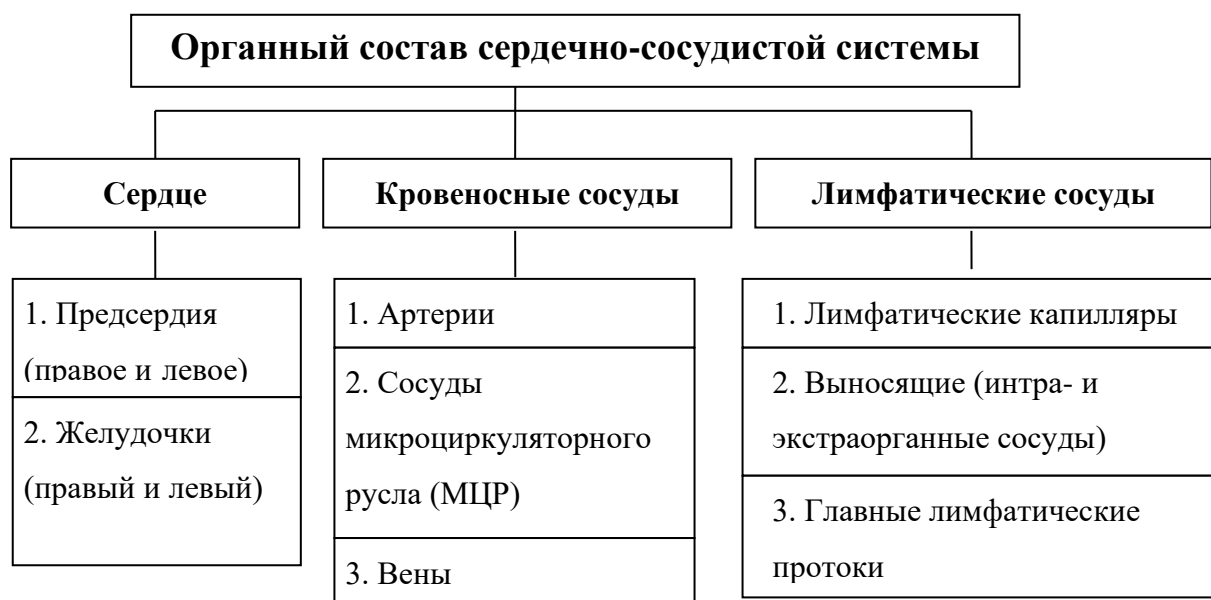 Органный состав сердечно-сосудистой системы
Сердце
Кровеносные сосуды
Лимфатические сосуды
1. Предсердия
(правое и левое)
2. Желудочки
(правый и левый)
1. Артерии
2. Сосуды
микроциркуляторного
русла (МЦР)
3. Вены
1. Лимфатические капилляры
2. Выносящие (интра- и
экстраорганные сосуды)
3. Главные лимфатические
протоки